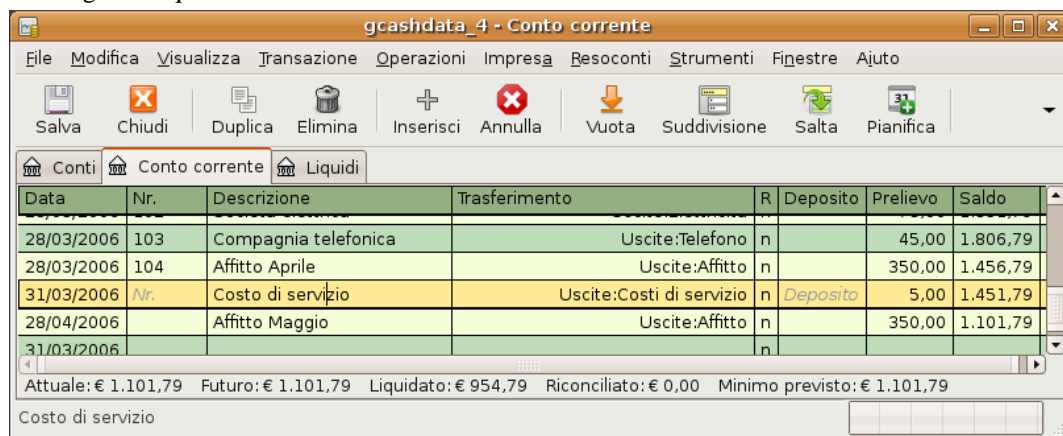 gcashdata_4 - Conto corrente
File Modifica Visualizza Transazione Operazioni Impresa Resoconti Strumenti Finestre Aiuto
Salva Chiudi Duplica Elimina Inserisci Annulla Vuota Suddivisione Salta Pianifica
Conti Conto corrente Liquidi
Data Nr. Descrizione Trasferimento R Deposito Prelievo Saldo
28/03/2006 103 Compagnia telefonica Uscite:Telefono n 45,00 1.806,79
28/03/2006 104 Affitto Aprile Uscite:Affitto n 350,00 1.456,79
31/03/2006 Nr. Costo di servizio Uscite:Costi di servizio n Deposito 5,00 1.451,79
28/04/2006 Affitto Maggio Uscite:Affitto n 350,00 1.101,79
31/03/2006 n
Attuale: € 1.101,79 Futuro: € 1.101,79 Liquidato: € 954,79 Riconciliato: € 0,00 Minimo previsto: € 1.101,79
Costo di servizio